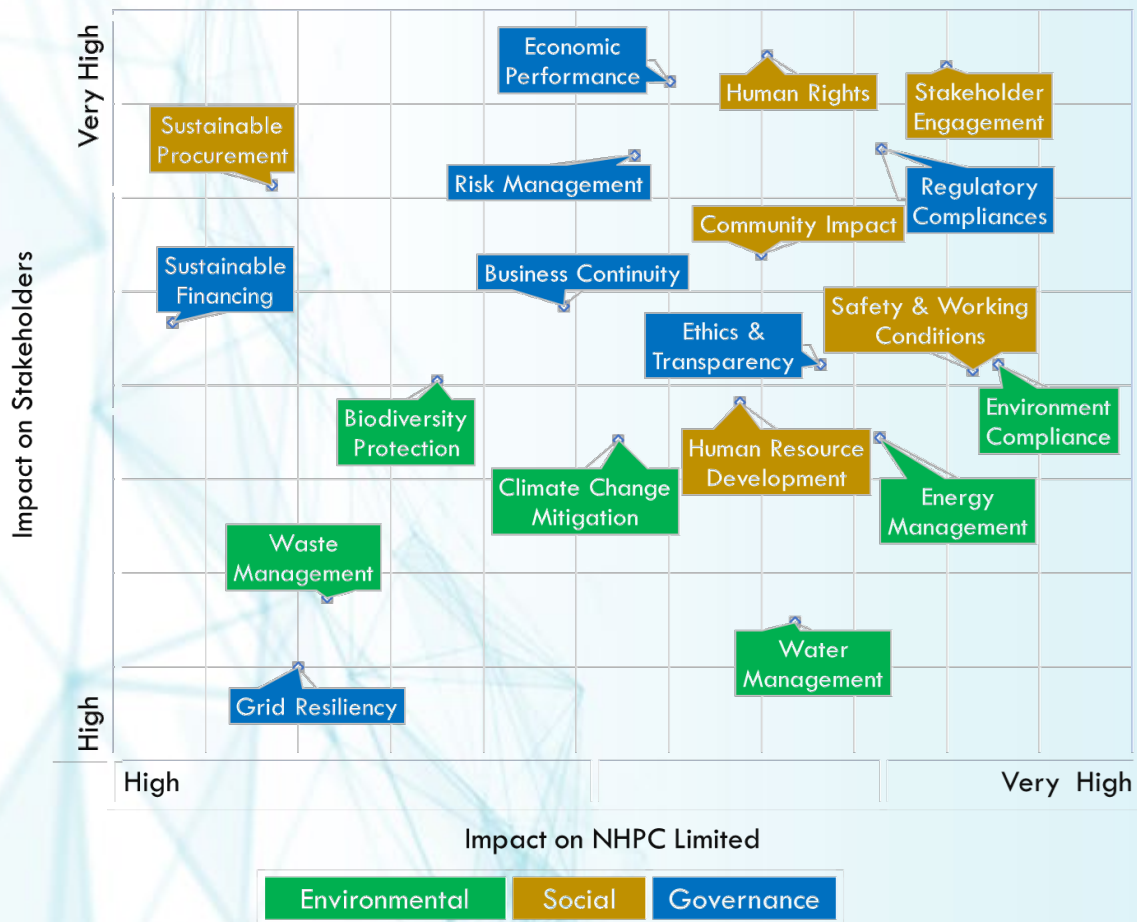 Very High
Impact on Stakeholders
High
Economic
Performance
Human Rights
Stakeholder
Engagement
Sustainable
Procurement
Risk Management
Regulatory
Compliances
Community Impact
Sustainable
Financing
Business Continuity
Safety & Working
Conditions
Ethics &
Transparency
Environment
Compliance
Biodiversity
Protection
Human Resource
Development
Climate Change
Mitigation
Energy
Management
Waste
Management
Water
Management
Grid Resiliency
High
Very High
Impact on NHPC Limited
Environmental
Social
Governance